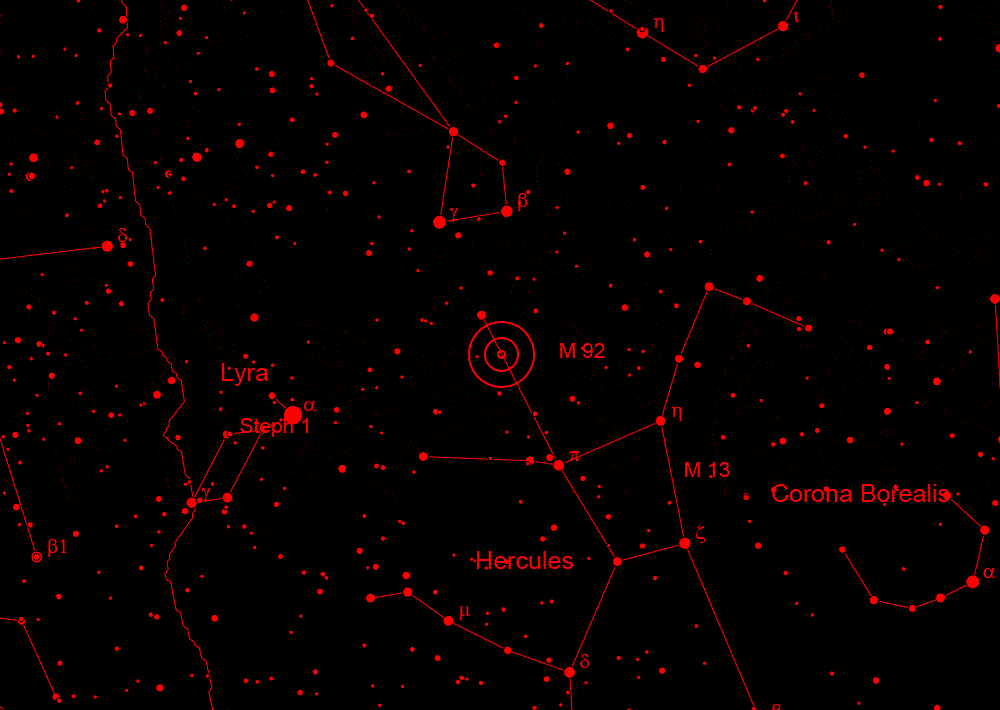 η
ι
β
γ
δ
M 92
Lyra
α
η
Steph 1
π
M 13
γ
Corona Borealis
ζ
β1
Hercules
α
μ
δ
β